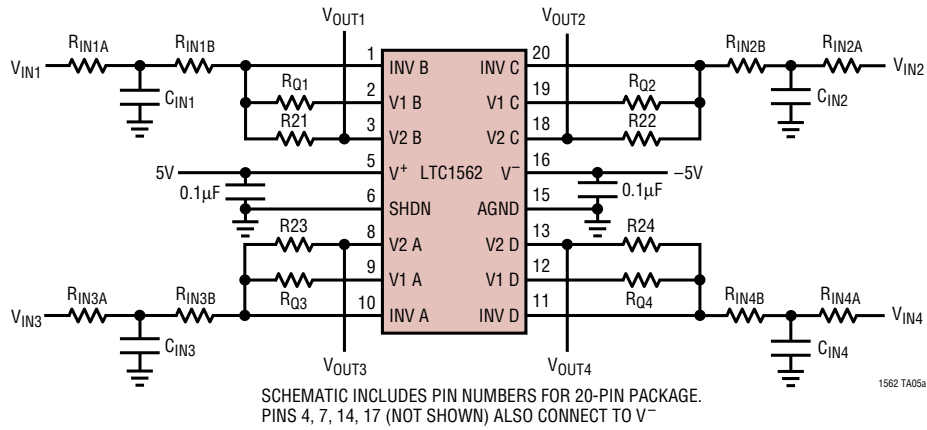 VOUT1 VOUT2
RIN1A RIN1B 1 20 RIN2B RIN2A
VIN1 INV B INV C VIN2
CIN1 RQ1 2 V1 B V1 C 19 RQ2 CIN2
R21 3 V2 B V2 C 18 R22
5V 5 V+ LTC1562 V– 16 –5V
0.1µF 6 SHDN AGND 15 0.1µF
R23 8 V2 A V2 D 13 R24
9 V1 A V1 D 12
RIN3A RIN3B RQ3 10 11 RQ4 RIN4B RIN4A
VIN3 INV A INV D VIN4
CIN3 CIN4
VOUT3 VOUT4
1562 TA05a
SCHEMATIC INCLUDES PIN NUMBERS FOR 20-PIN PACKAGE.
PINS 4, 7, 14, 17 (NOT SHOWN) ALSO CONNECT TO V–